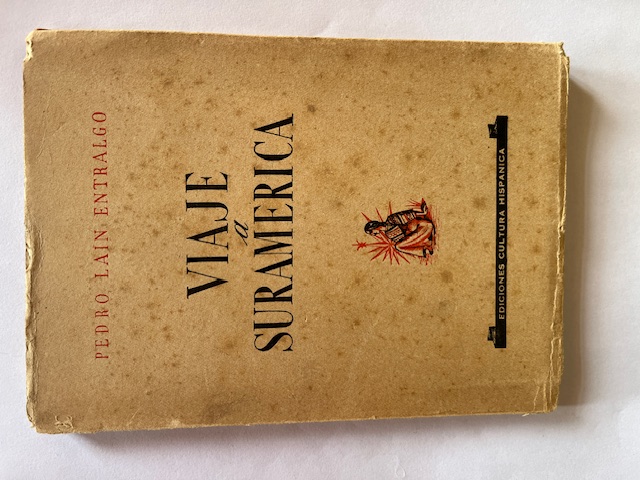 PEDRO LAIN ENTRALGO
VIAJE
a
SURAMERICA
EDICIONES CULTURA HISPANICA